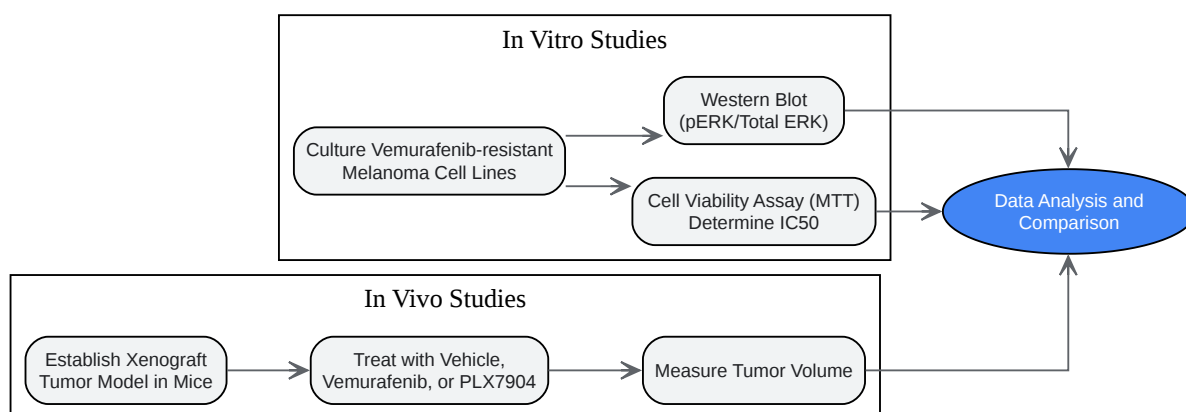 In Vitro Studies
Culture Vemurafenib-resistant
Melanoma Cell Lines
Western Blot
(pERK/Total ERK)
Cell Viability Assay (MTT)
Determine IC50
Data Analysis and
Comparison
In Vivo Studies
Establish Xenograft
Tumor Model in Mice
Treat with Vehicle,
Vemurafenib, or PLX7904
Measure Tumor Volume